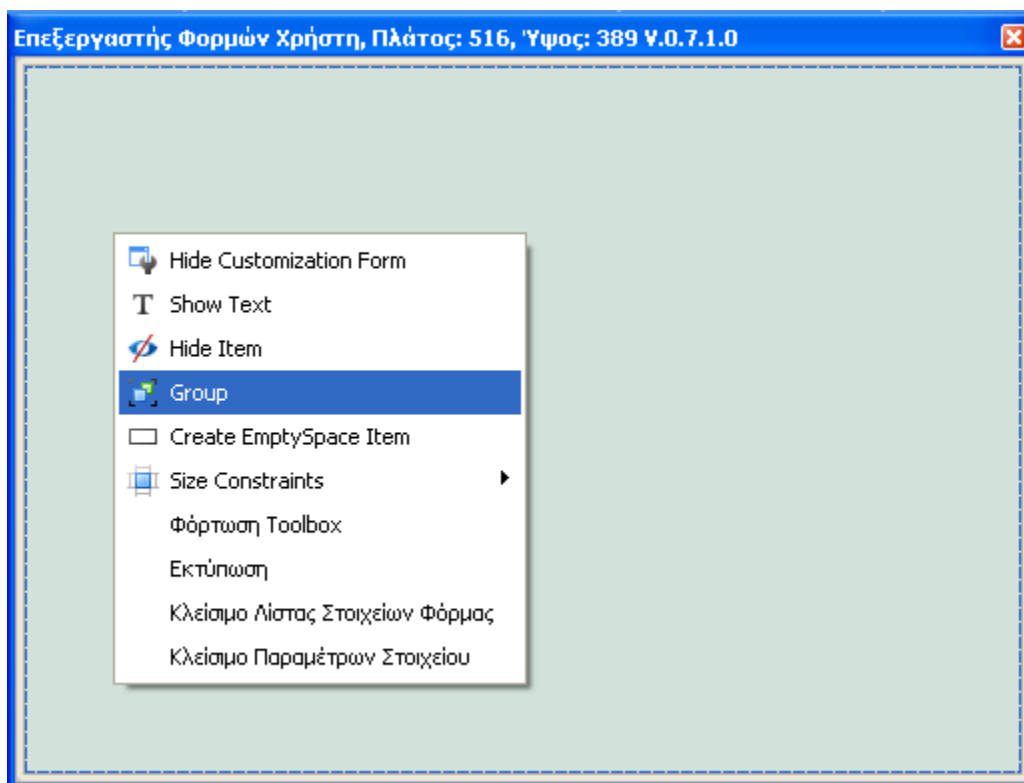 Επεξεργαστής Φορμών Χρήστη, Πλάτος: 516, Ύψος: 389 V.0.7.1.0
Hide Customization Form
Show Text
Hide Item
Group
Create EmptySpace Item
Size Constraints
Φόρτωση Toolbox
Εκτύπωση
Κλείσιμο Λίστας Στοιχείων Φόρμας
Κλείσιμο Παραμέτρων Στοιχείου